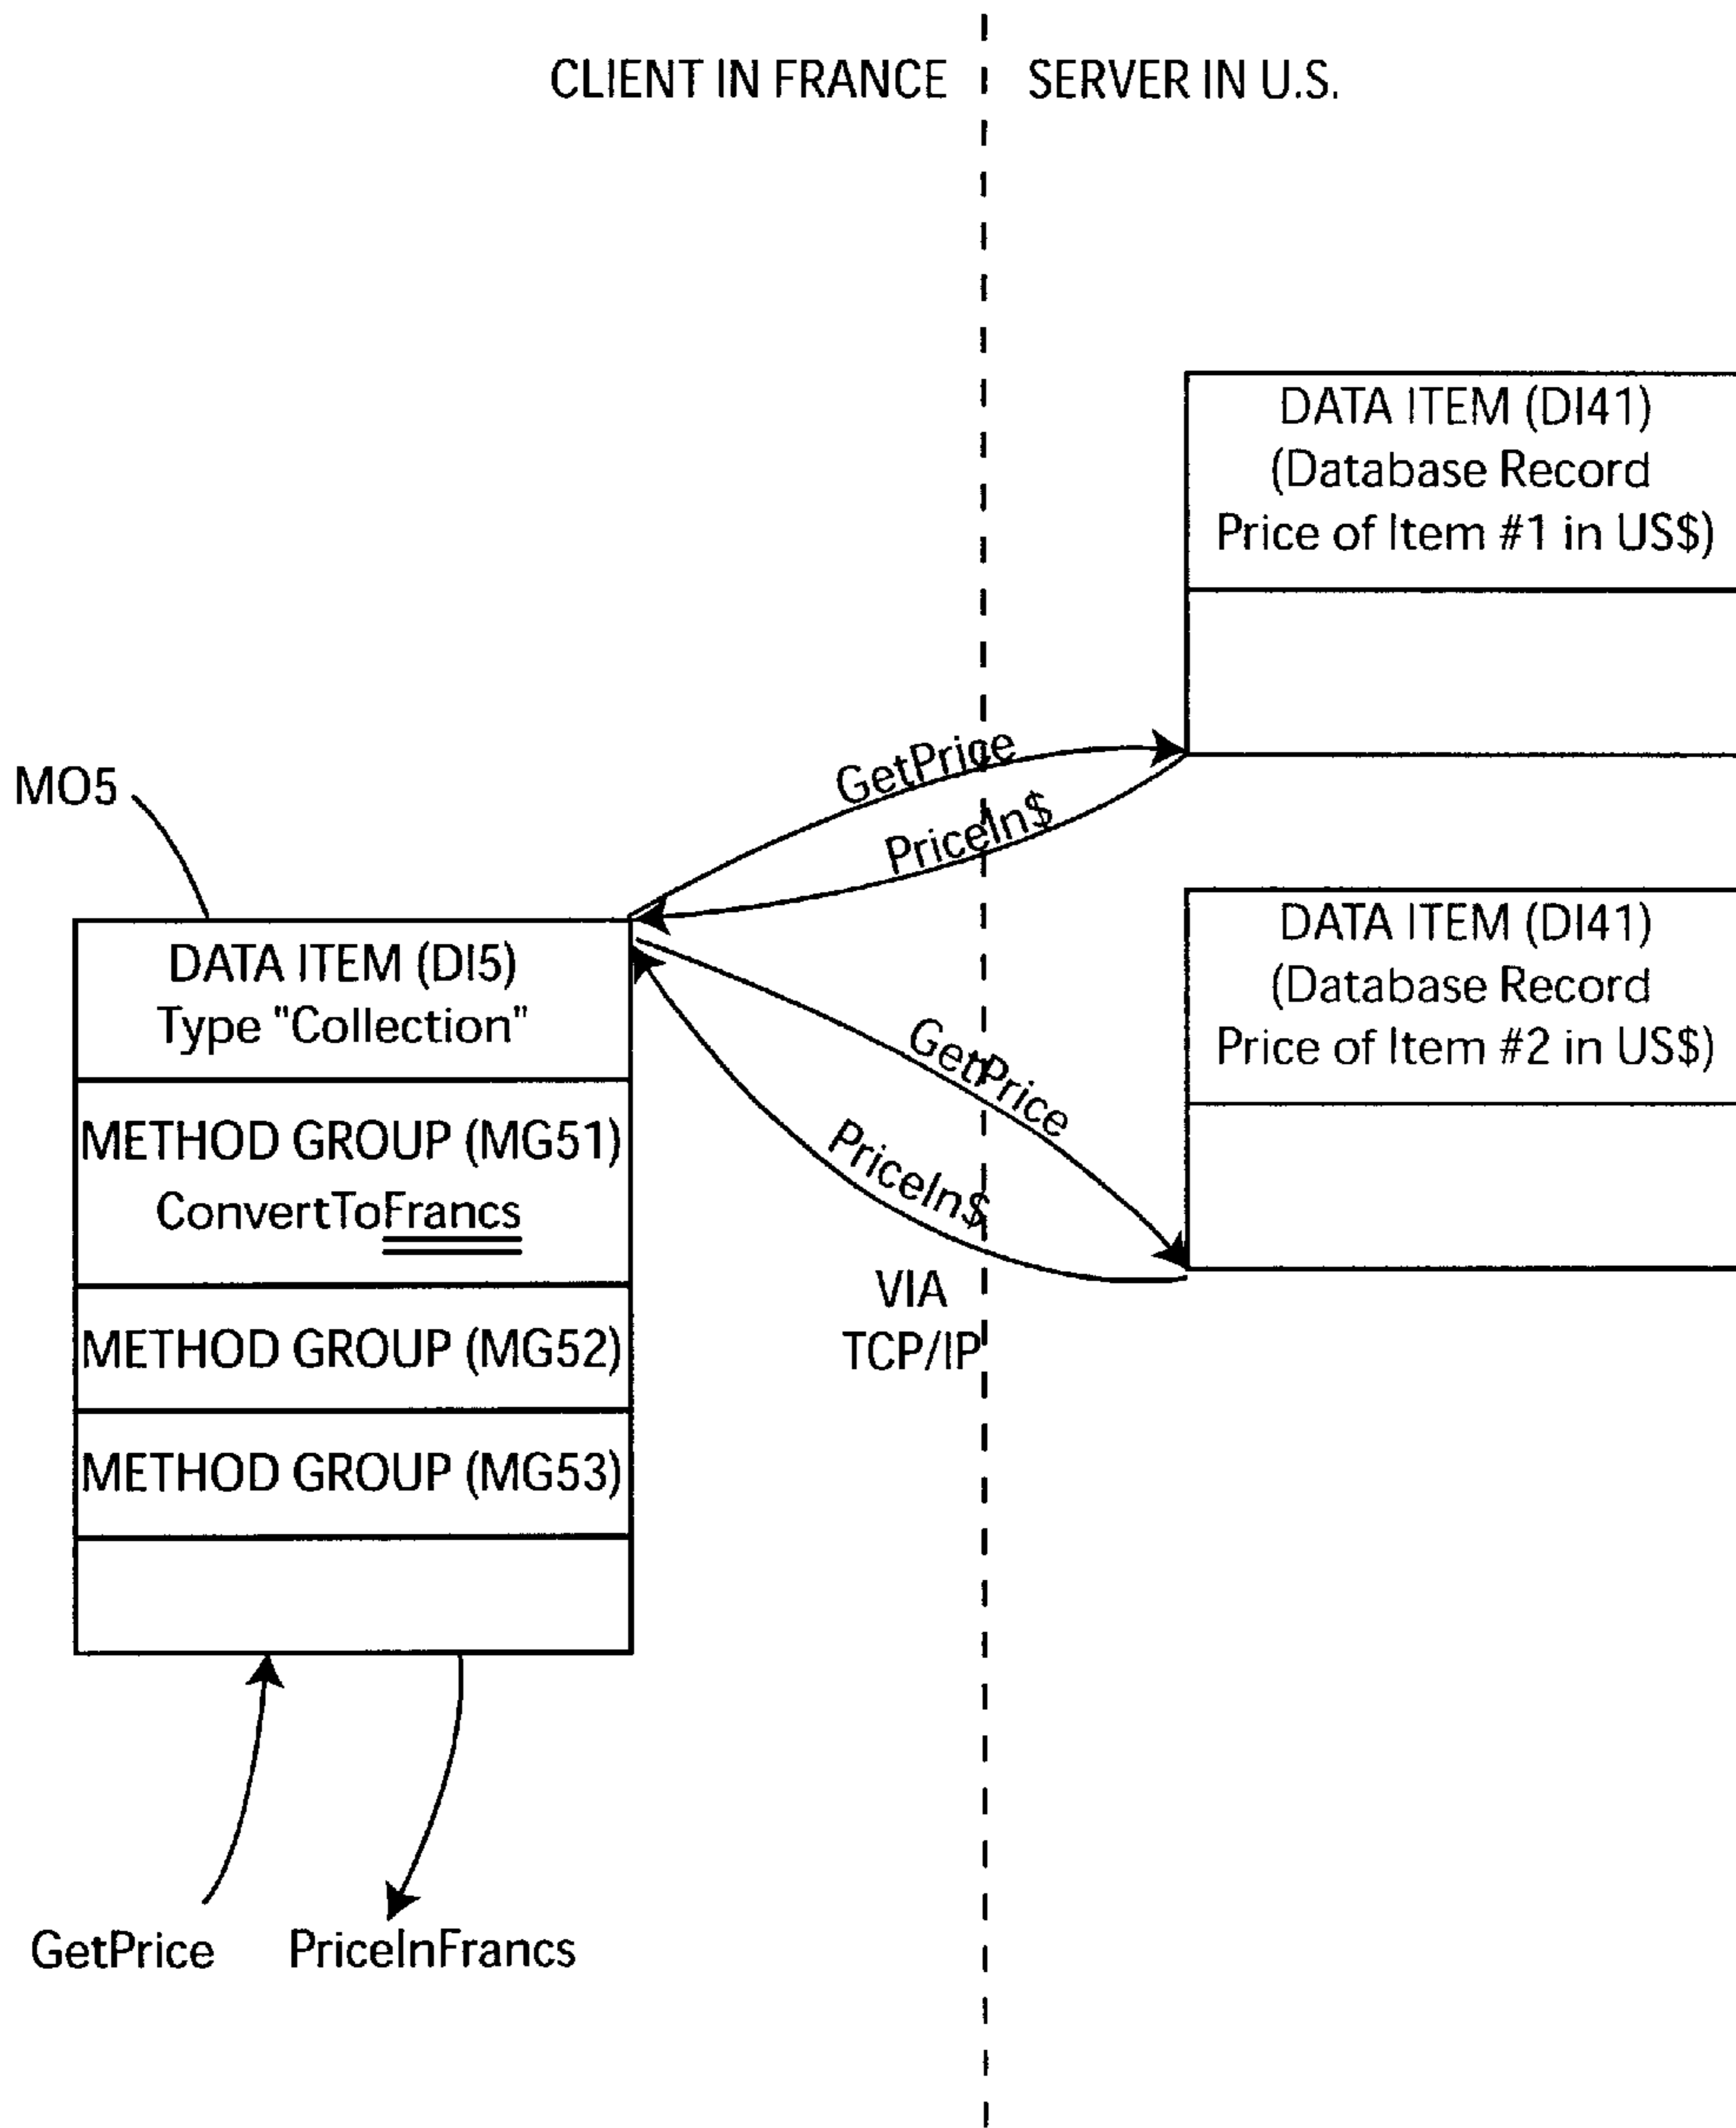 CLIENT IN FRANCE
SERVER IN U.S.
DATA ITEM (DI41)
(Database Record
Price of Item #1 in US$)
GetPrice
PriceIn$
MO5
DATA ITEM (DI5)
Type "Collection"
METHOD GROUP (MG51)
ConvertToFrancs
METHOD GROUP (MG52)
METHOD GROUP (MG53)
DATA ITEM (DI41)
(Database Record
Price of Item #2 in US$)
GetPrice
PriceIn$
VIA
TCP/IP
GetPrice
PriceInFrancs